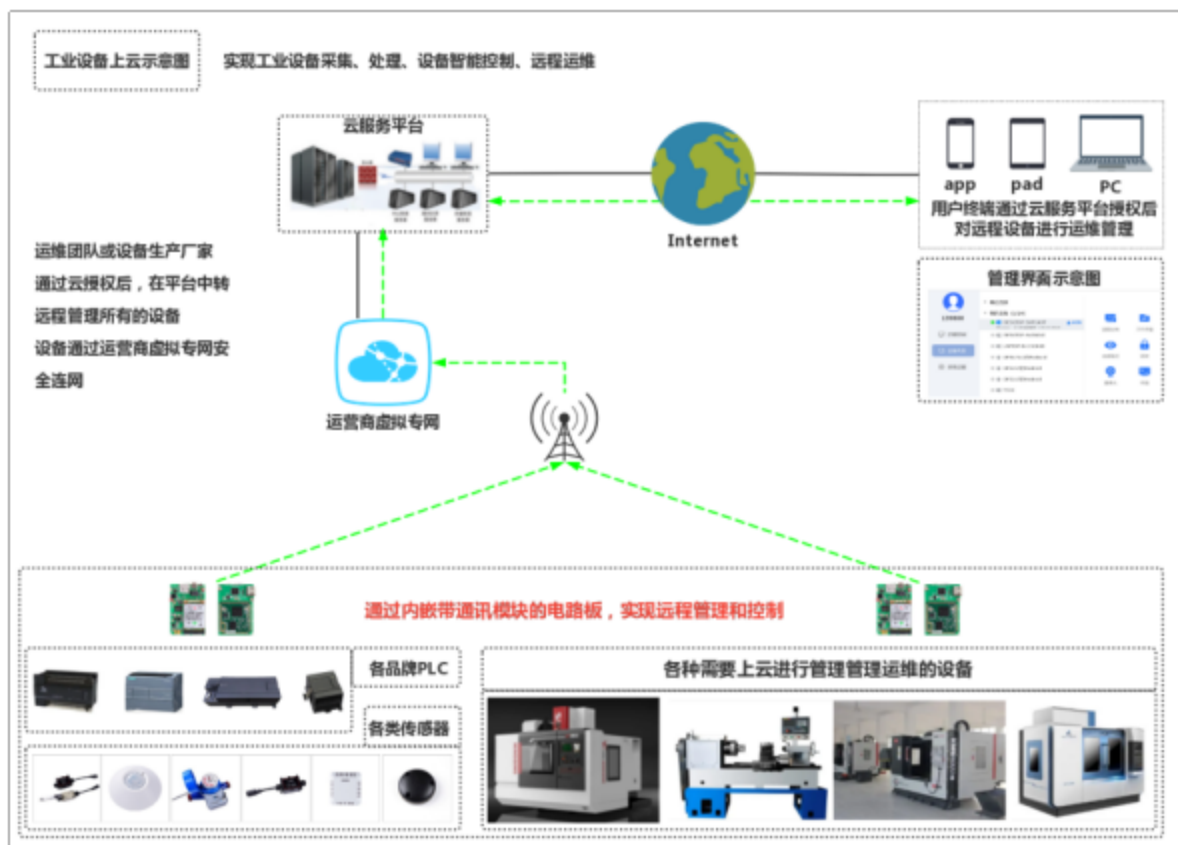 工业设备上云示意图
实现工业设备采集、处理、设备智能控制、远程运维
云服务平台
Internet
app
pad
PC
用户终端通过云服务平台授权后
对远程设备进行运维管理
运维团队或设备生产厂家
通过云授权后，在平台中转
远程管理所有的设备
设备通过运营商虚拟专网安
全连网
管理界面示意图
运营商虚拟专网
通过内嵌带通讯模块的电路板，实现远程管理和控制
各品牌PLC
各种需要上云进行管理管理运维的设备
各类传感器